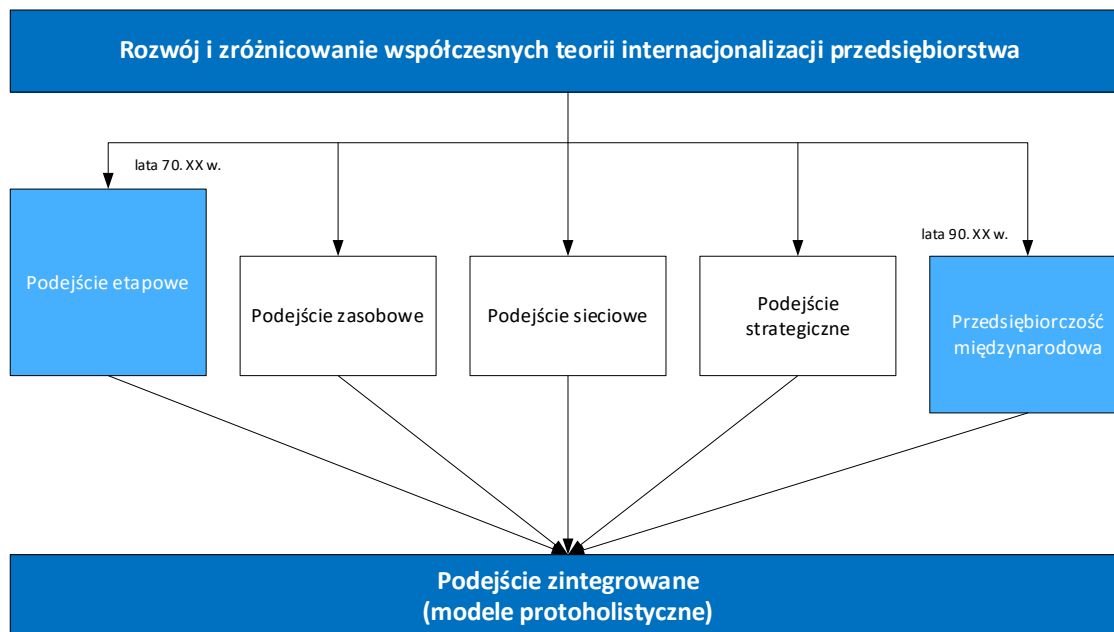 Rozwój i zróżnicowanie współczesnych teorii internacjonalizacji przedsiębiorstwa
lata 70. XX w.
lata 90. XX w.
Podejście etapowe
Podejście zasobowe
Podejście sieciowe
Podejście
strategiczne
Przedsiębiorczość
międzynarodowa
Podejście zintegrowane
(modele protoholistyczne)